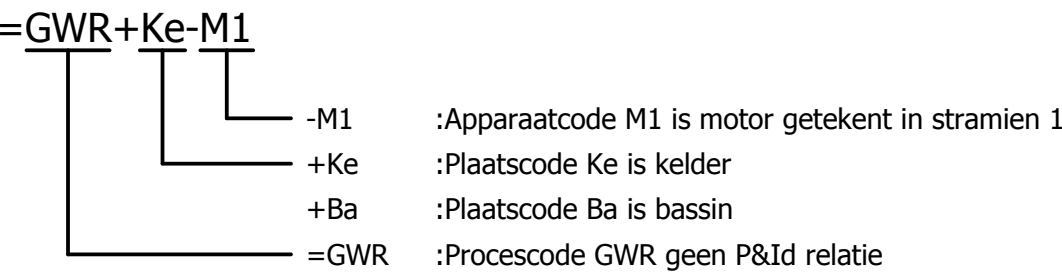 =GWR+Ke-M1
-M1 :Apparaatcode M1 is motor getekent in stramien 1
+Ke :Plaatscode Ke is kelder
+Ba :Plaatscode Ba is bassin
=GWR :Procescode GWR geen P&Id relatie